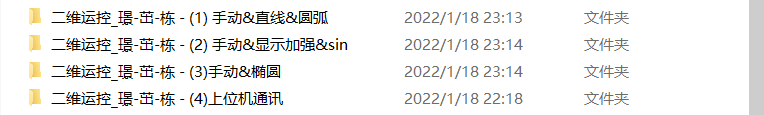 二维运控_璟-茁-栋 - (1) 手动&直线&圆弧 2022/1/18 23:13 文件夹
二维运控_璟-茁-栋 - (2) 手动&显示加强&sin 2022/1/18 23:14 文件夹
二维运控_璟-茁-栋 - (3)手动&椭圆 2022/1/18 23:14 文件夹
二维运控_璟-茁-栋 - (4)上位机通讯 2022/1/18 22:18 文件夹